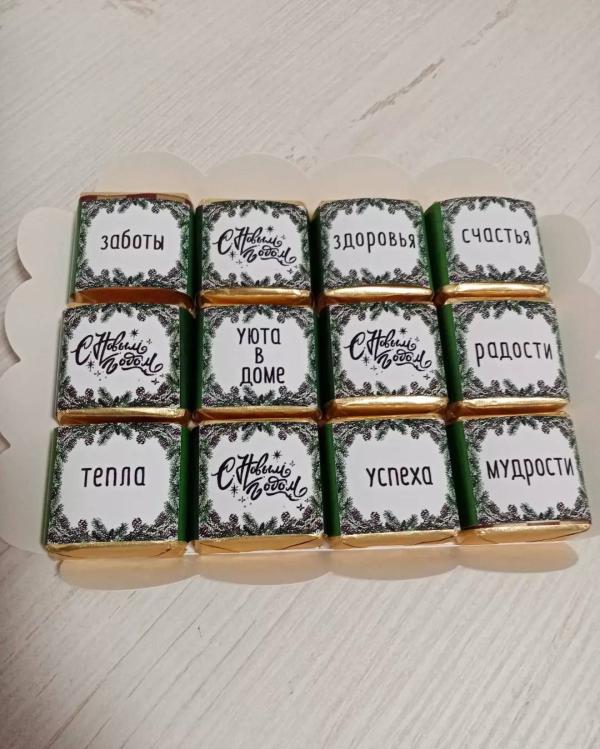 заботы
С Новым
Годом
здоровья
счастья
С Новым
Годом
уюта
в
доме
С Новым
Годом
радости
тепла
С Новым
Годом
успеха
мудрости